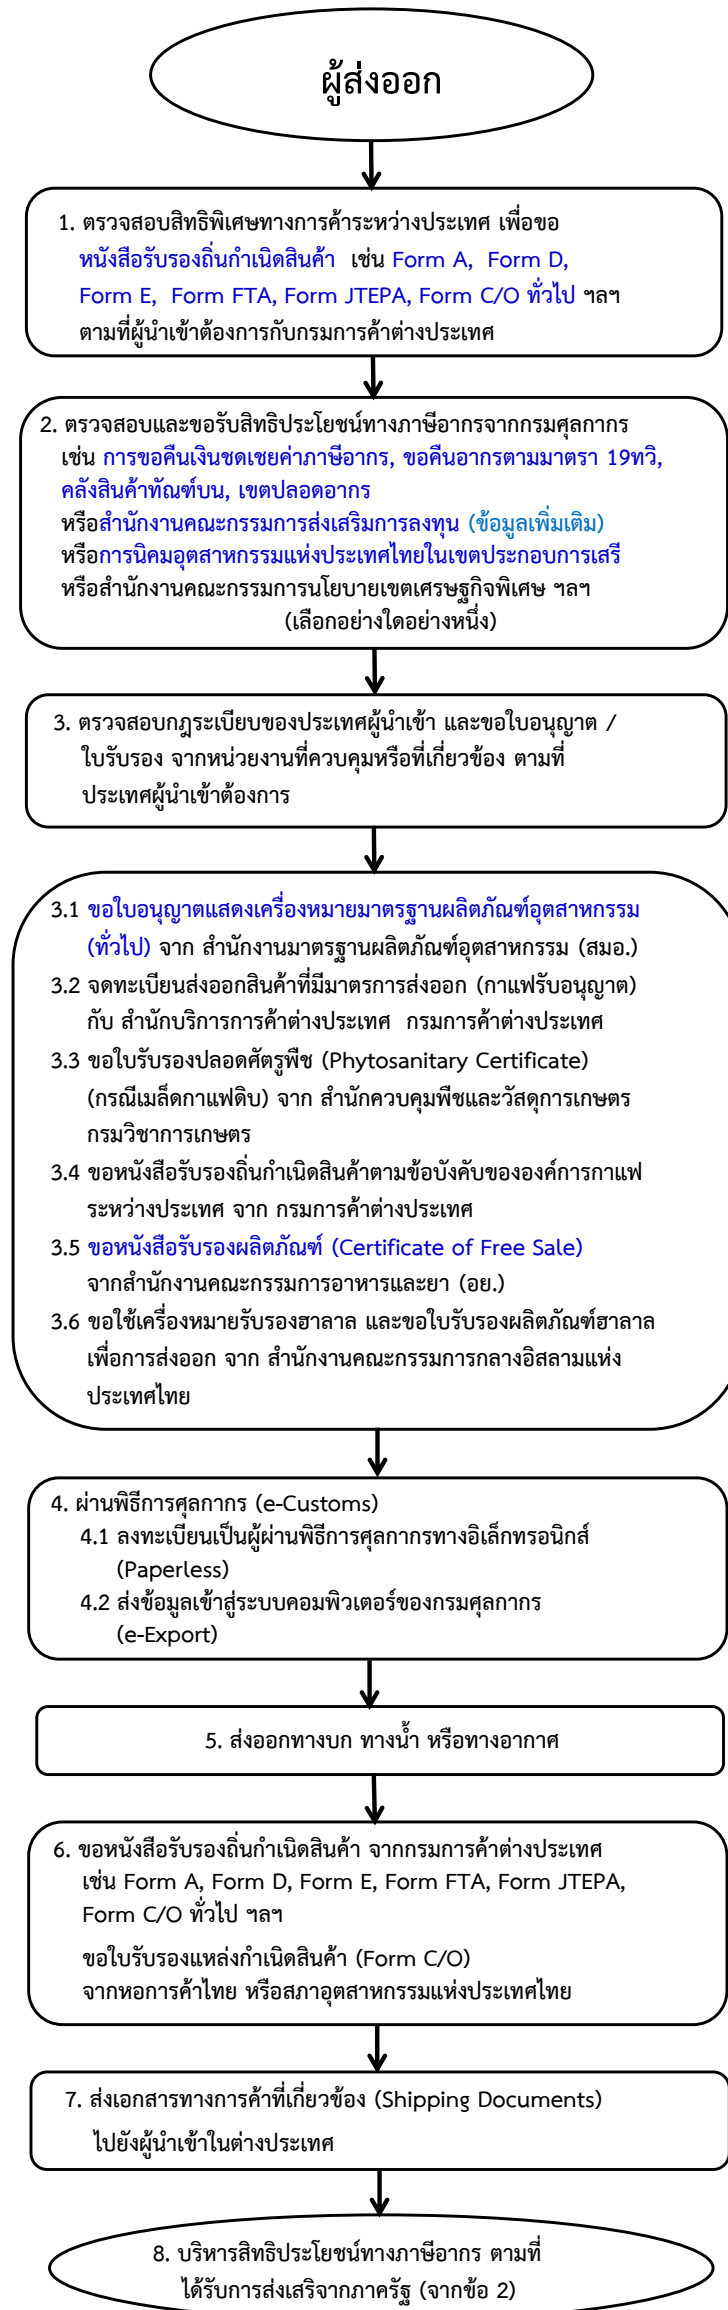 ผู้ส่งออก
1. ตรวจสอบสิทธิพิเศษทางการค้าระหว่างประเทศ เพื่อขอ
หนังสือรับรองถิ่นกำเนิดสินค้า เช่น Form A, Form D,
Form E, Form FTA, Form JTEPA, Form C/O ทั่วไป ฯลฯ
ตามที่ผู้นำเข้าต้องการกับกรมการค้าต่างประเทศ
2. ตรวจสอบและขอรับสิทธิประโยชน์ทางภาษีอากรจากกรมศุลกากร
เช่น การขอคืนเงินชดเชยค่าภาษีอากร, ขอคืนอากรตามมาตรา 19ทวิ,
คลังสินค้าทัณฑ์บน, เขตปลอดอากร
หรือสำนักงานคณะกรรมการส่งเสริมการลงทุน (ข้อมูลเพิ่มเติม)
หรือการนิคมอุตสาหกรรมแห่งประเทศไทยในเขตประกอบการเสรี
หรือสำนักงานคณะกรรมการนโยบายเขตเศรษฐกิจพิเศษ ฯลฯ
(เลือกอย่างใดอย่างหนึ่ง)
3. ตรวจสอบกฎระเบียบของประเทศผู้นำเข้า และขอใบอนุญาต /
ใบรับรอง จากหน่วยงานที่ควบคุมหรือที่เกี่ยวข้อง ตามที่
ประเทศผู้นำเข้าต้องการ
3.1 ขอใบอนุญาตแสดงเครื่องหมายมาตรฐานผลิตภัณฑ์อุตสาหกรรม
(ทั่วไป) จาก สำนักงานมาตรฐานผลิตภัณฑ์อุตสาหกรรม (สมอ.)
3.2 จดทะเบียนส่งออกสินค้าที่มีมาตรการส่งออก (กาแฟรับอนุญาต)
กับ สำนักบริการการค้าต่างประเทศ กรมการค้าต่างประเทศ
3.3 ขอใบรับรองปลอดศัตรูพืช (Phytosanitary Certificate)
(กรณีเมล็ดกาแฟดิบ) จาก สำนักควบคุมพืชและวัสดุการเกษตร
กรมวิชาการเกษตร
3.4 ขอหนังสือรับรองถิ่นกำเนิดสินค้าตามข้อบังคับขององค์การกาแฟ
ระหว่างประเทศ จาก กรมการค้าต่างประเทศ
3.5 ขอหนังสือรับรองผลิตภัณฑ์ (Certificate of Free Sale)
จากสำนักงานคณะกรรมการอาหารและยา (อย.)
3.6 ขอใช้เครื่องหมายรับรองฮาลาล และขอใบรับรองผลิตภัณฑ์ฮาลาล
เพื่อการส่งออก จาก สำนักงานคณะกรรมการกลางอิสลามแห่ง
ประเทศไทย
4. ผ่านพิธีการศุลกากร (e-Customs)
4.1 ลงทะเบียนเป็นผู้ผ่านพิธีการศุลกากรทางอิเล็กทรอนิกส์
(Paperless)
4.2 ส่งข้อมูลเข้าสู่ระบบคอมพิวเตอร์ของกรมศุลกากร
(e-Export)
5. ส่งออกทางบก ทางน้ำ หรือทางอากาศ
6. ขอหนังสือรับรองถิ่นกำเนิดสินค้า จากกรมการค้าต่างประเทศ
เช่น Form A, Form D, Form E, Form FTA, Form JTEPA,
Form C/O ทั่วไป ฯลฯ
ขอใบรับรองแหล่งกำเนิดสินค้า (Form C/O)
จากหอการค้าไทย หรือสภาอุตสาหกรรมแห่งประเทศไทย
7. ส่งเอกสารทางการค้าที่เกี่ยวข้อง (Shipping Documents)
ไปยังผู้นำเข้าในต่างประเทศ
8. บริหารสิทธิประโยชน์ทางภาษีอากร ตามที่
ได้รับการส่งเสริจากภาครัฐ (จากข้อ 2)